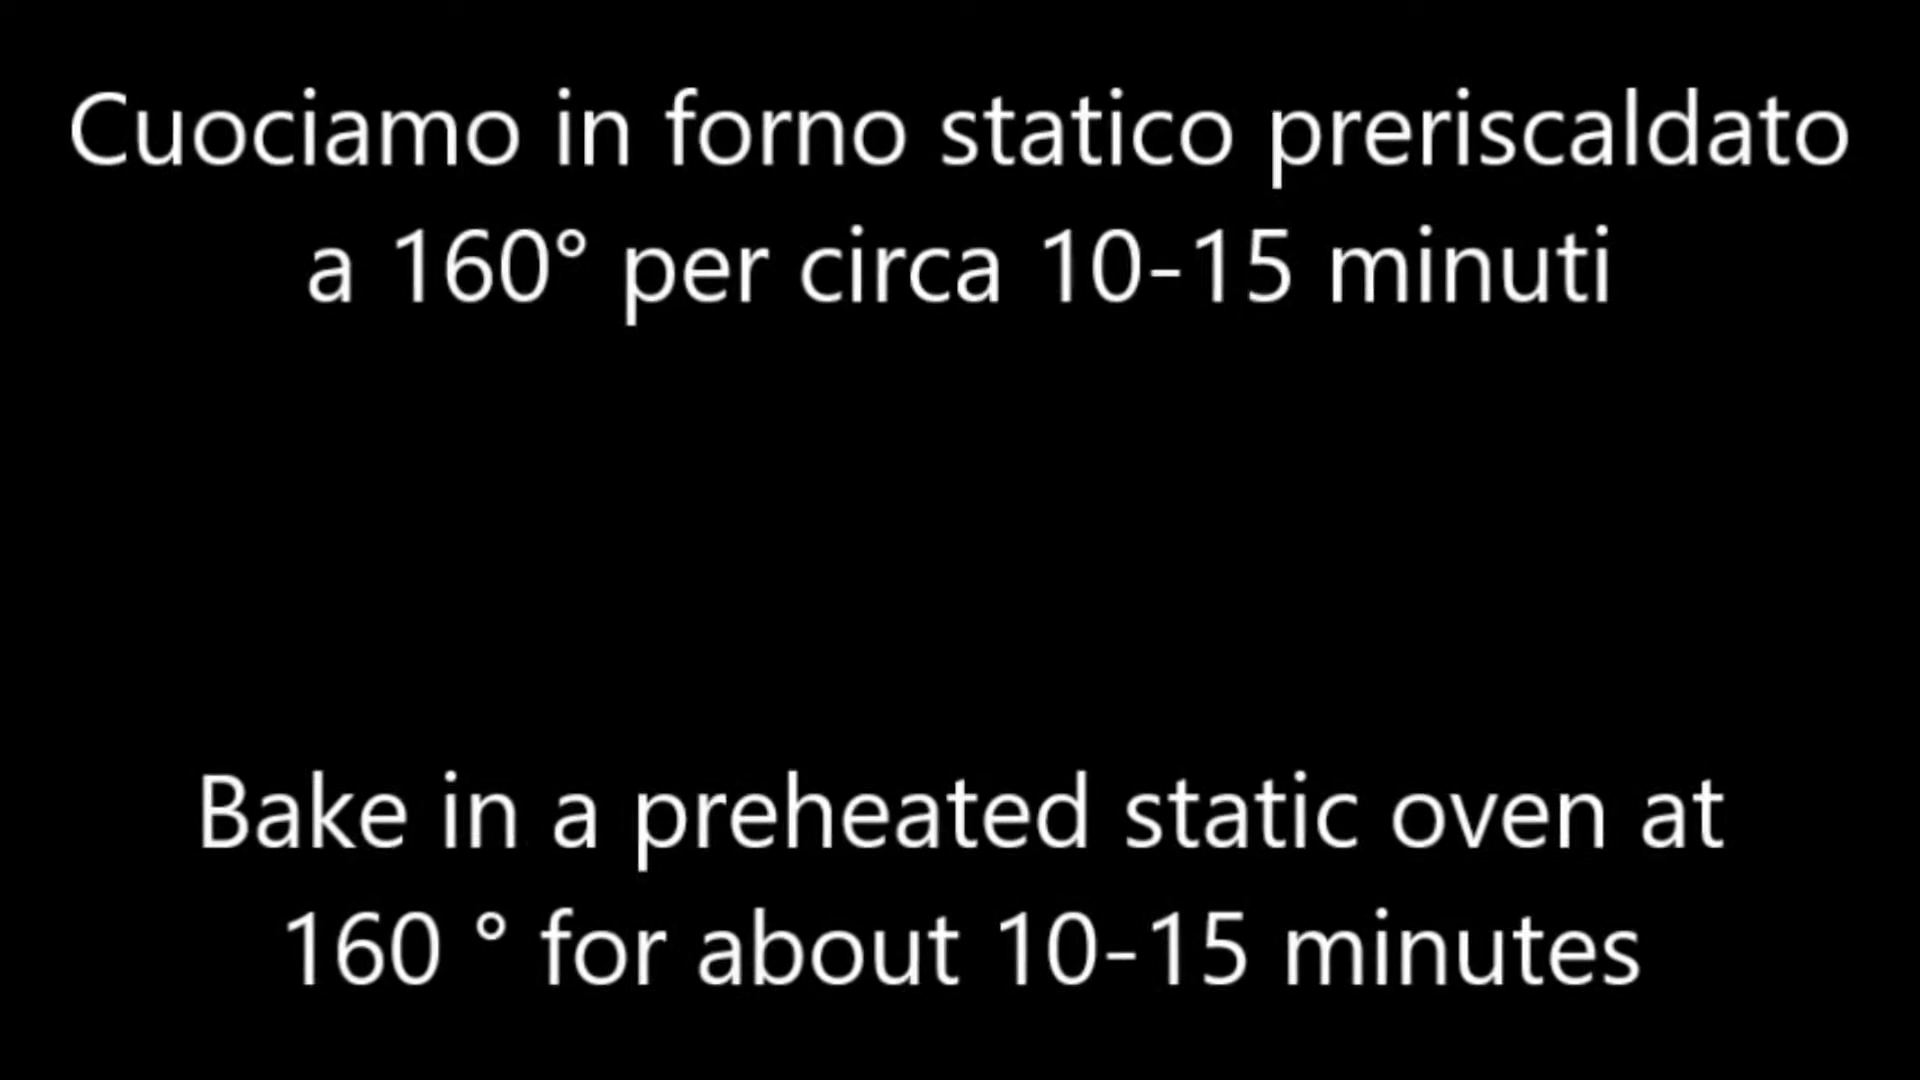 Cuociamo in forno statico preriscaldato
a 160° per circa 10-15 minuti
Bake in a preheated static oven at
160 ° for about 10-15 minutes